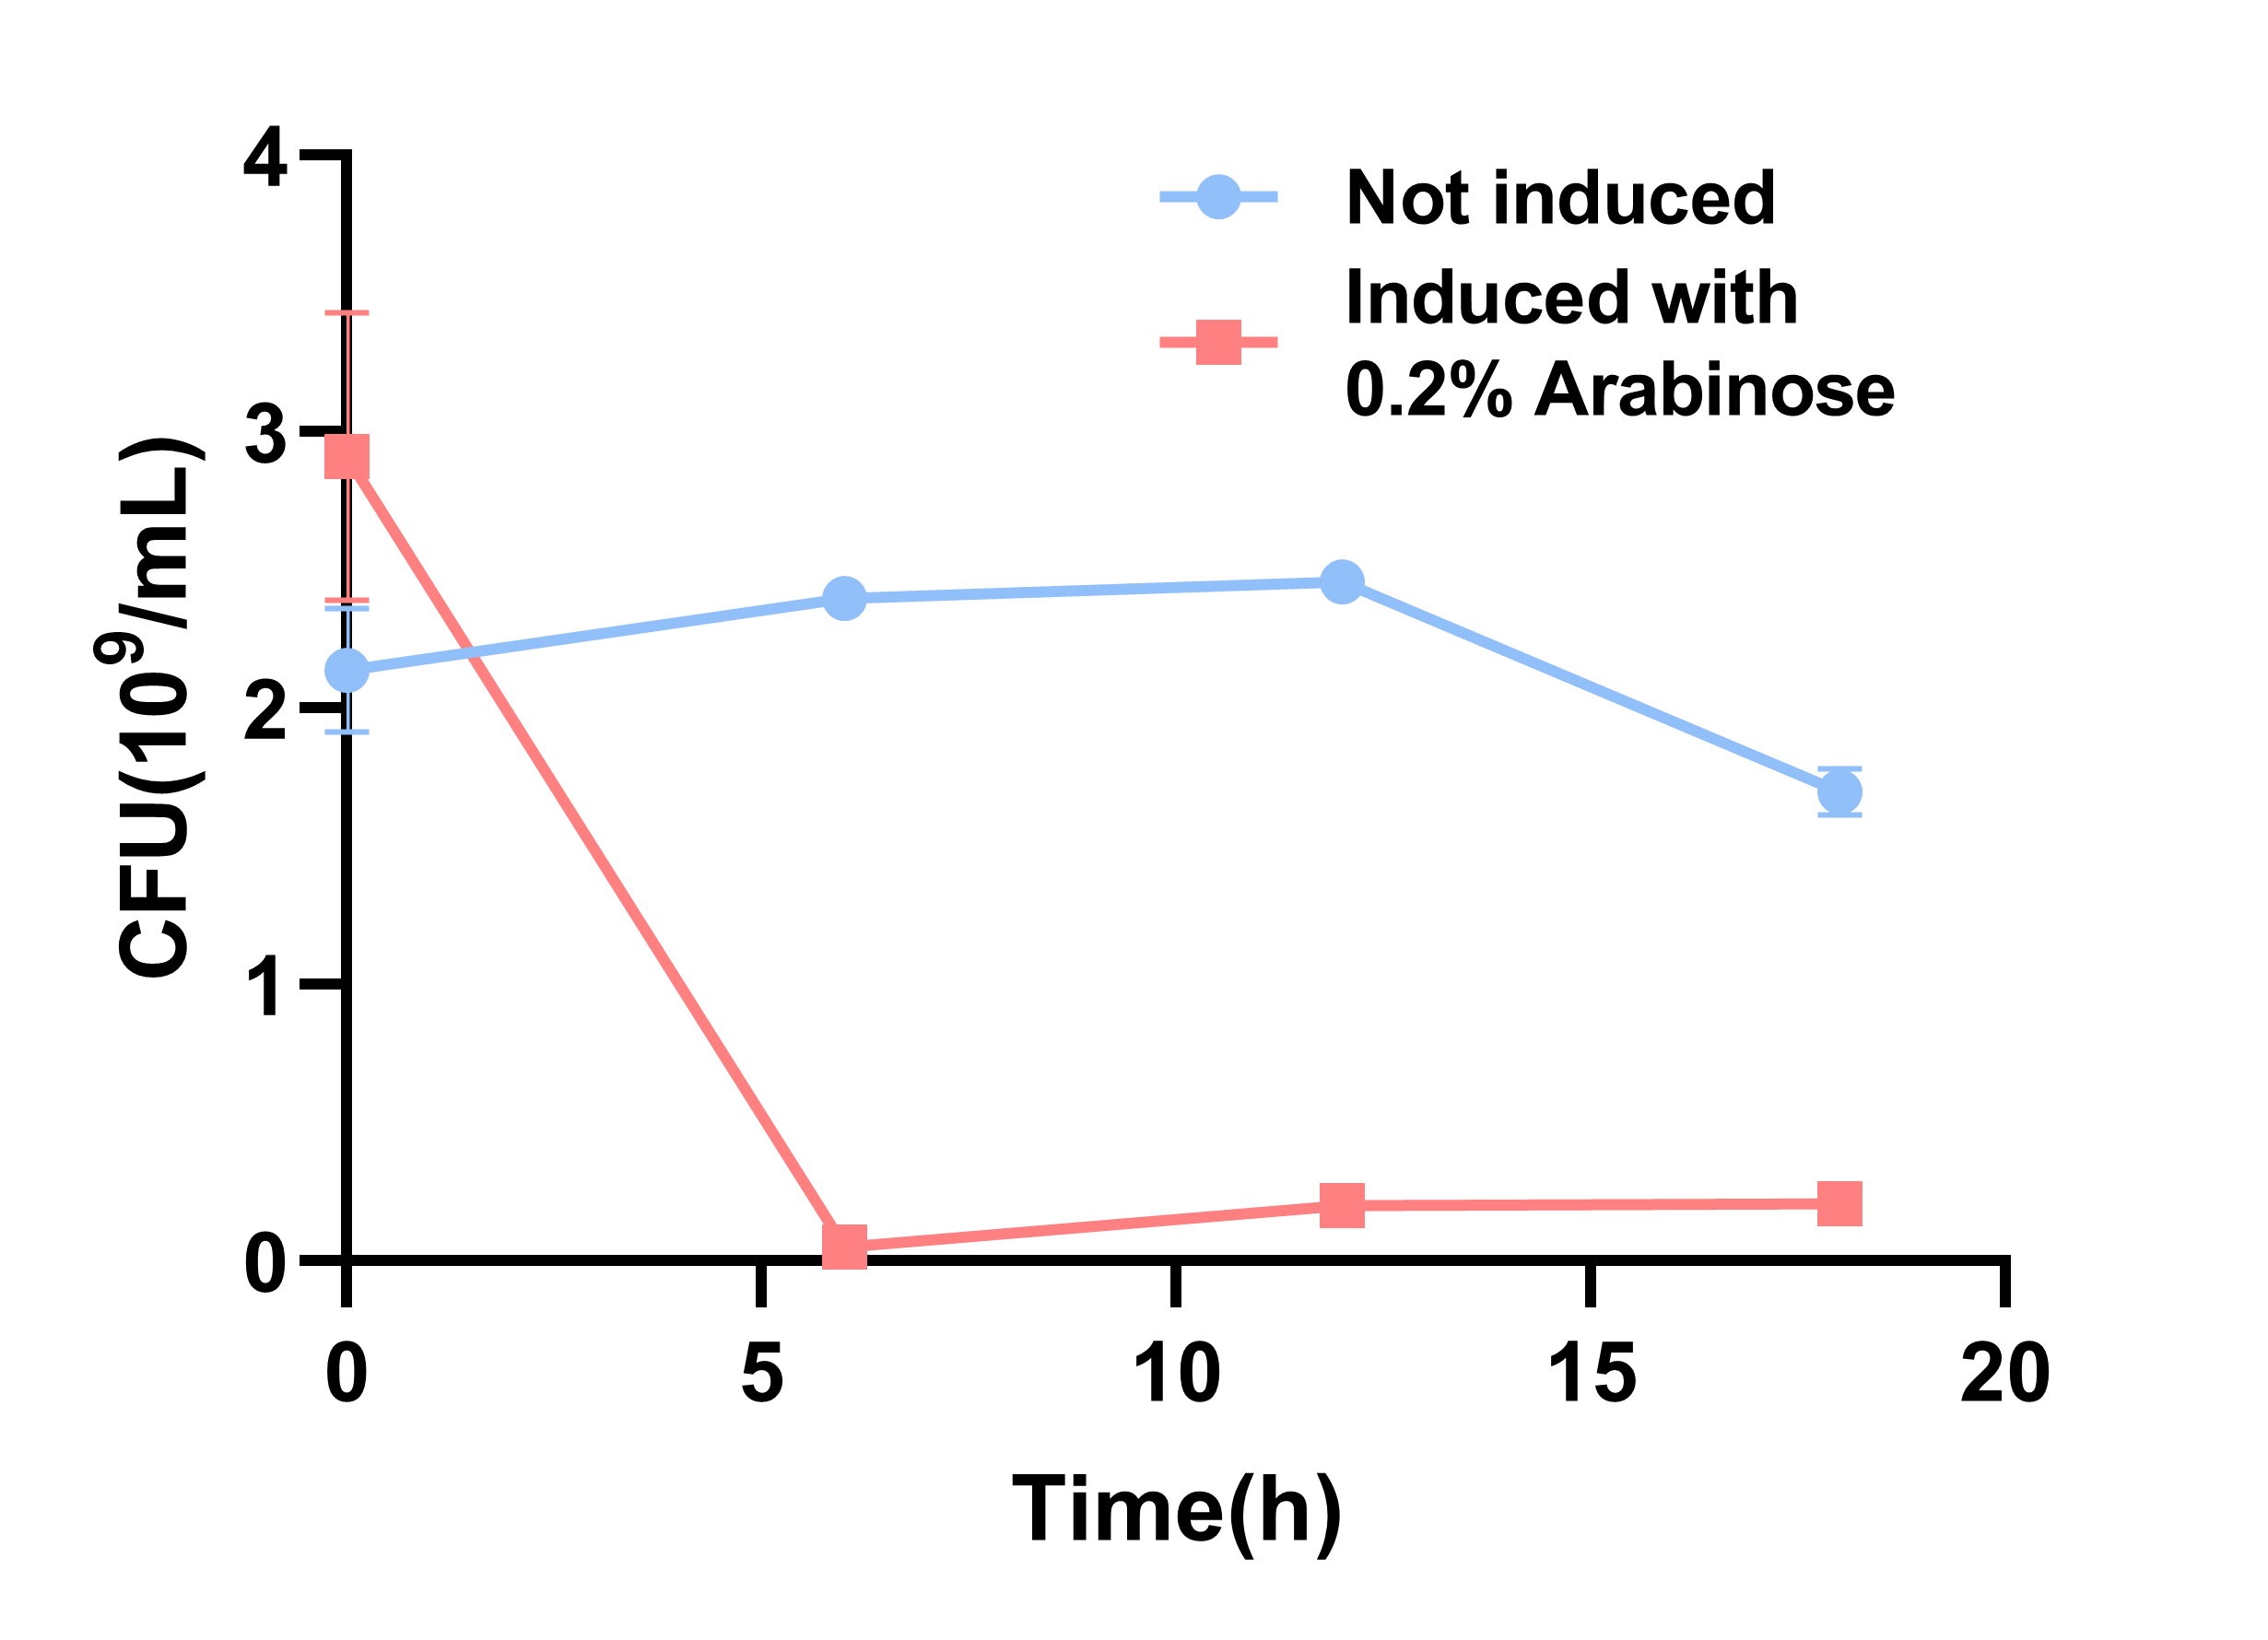 4
3
2
1
0
CFU(10⁹/mL)
Not induced
Induced with
0.2% Arabinose
0 5 10 15 20
Time(h)